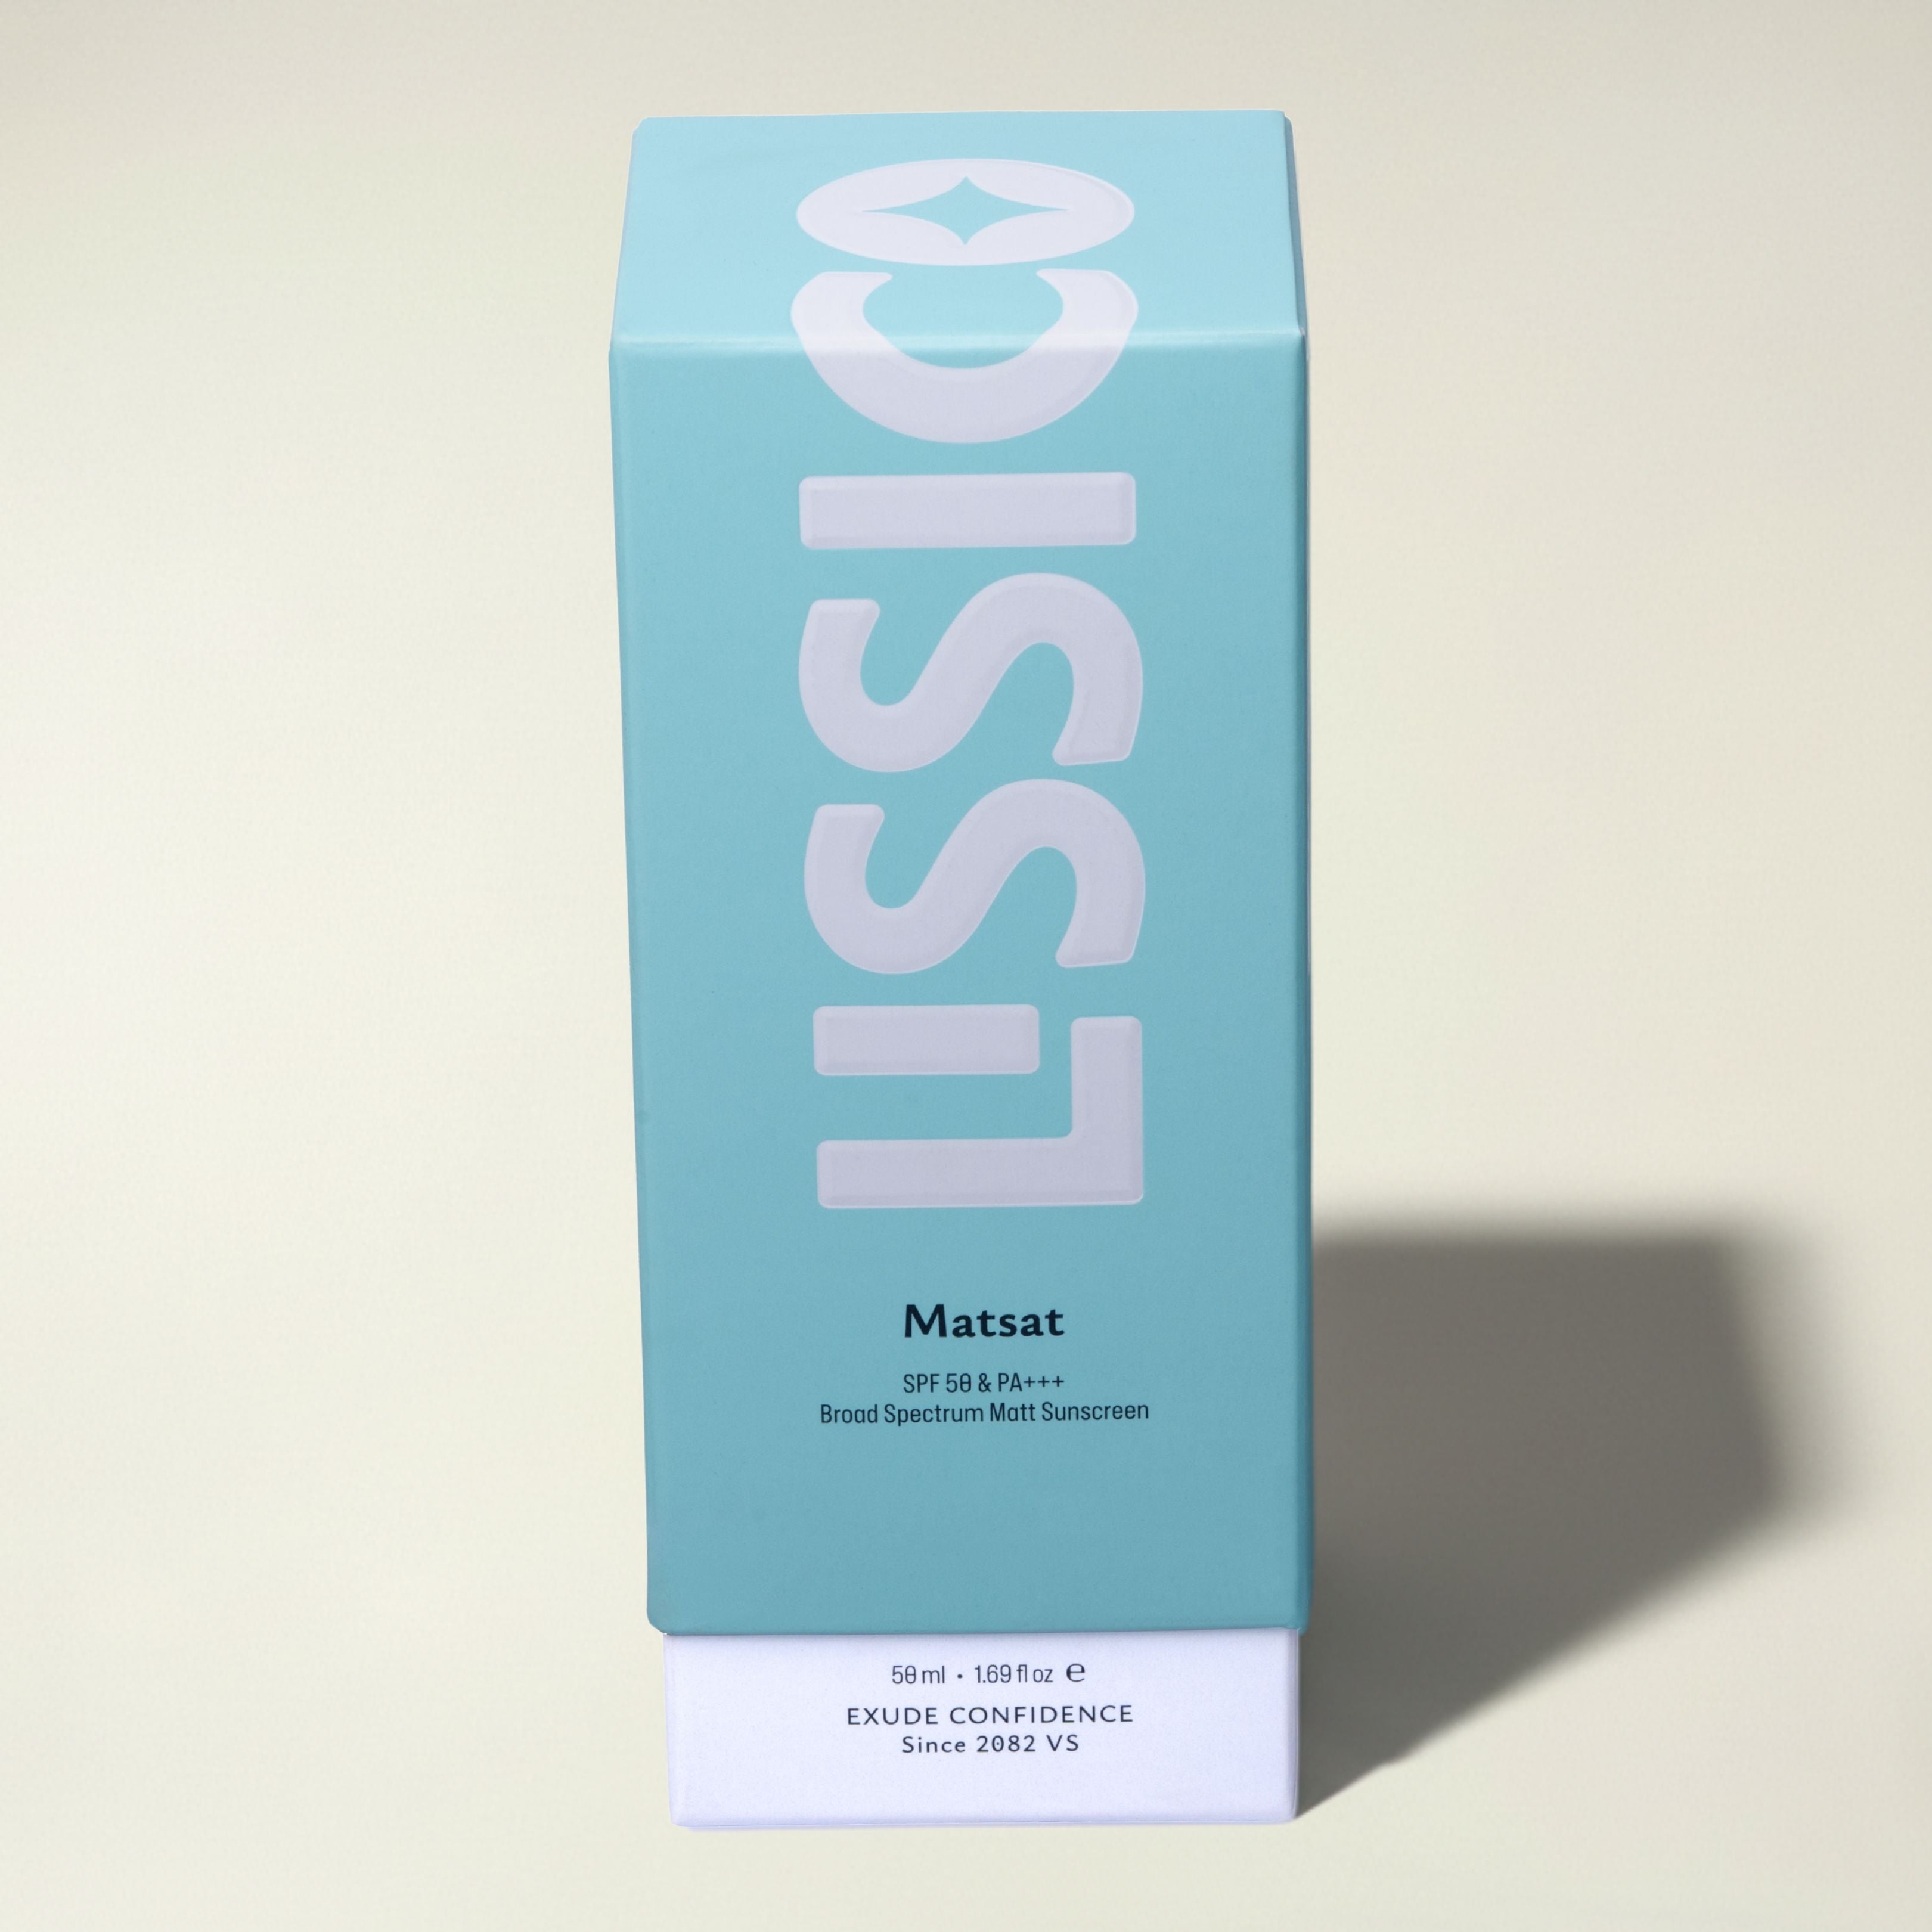 LISSICO
Matsat
SPF 50 & PA+++
Broad Spectrum Matt Sunscreen
50 ml • 1.69 fl oz ℮
EXUDE CONFIDENCE
Since 2082 VS